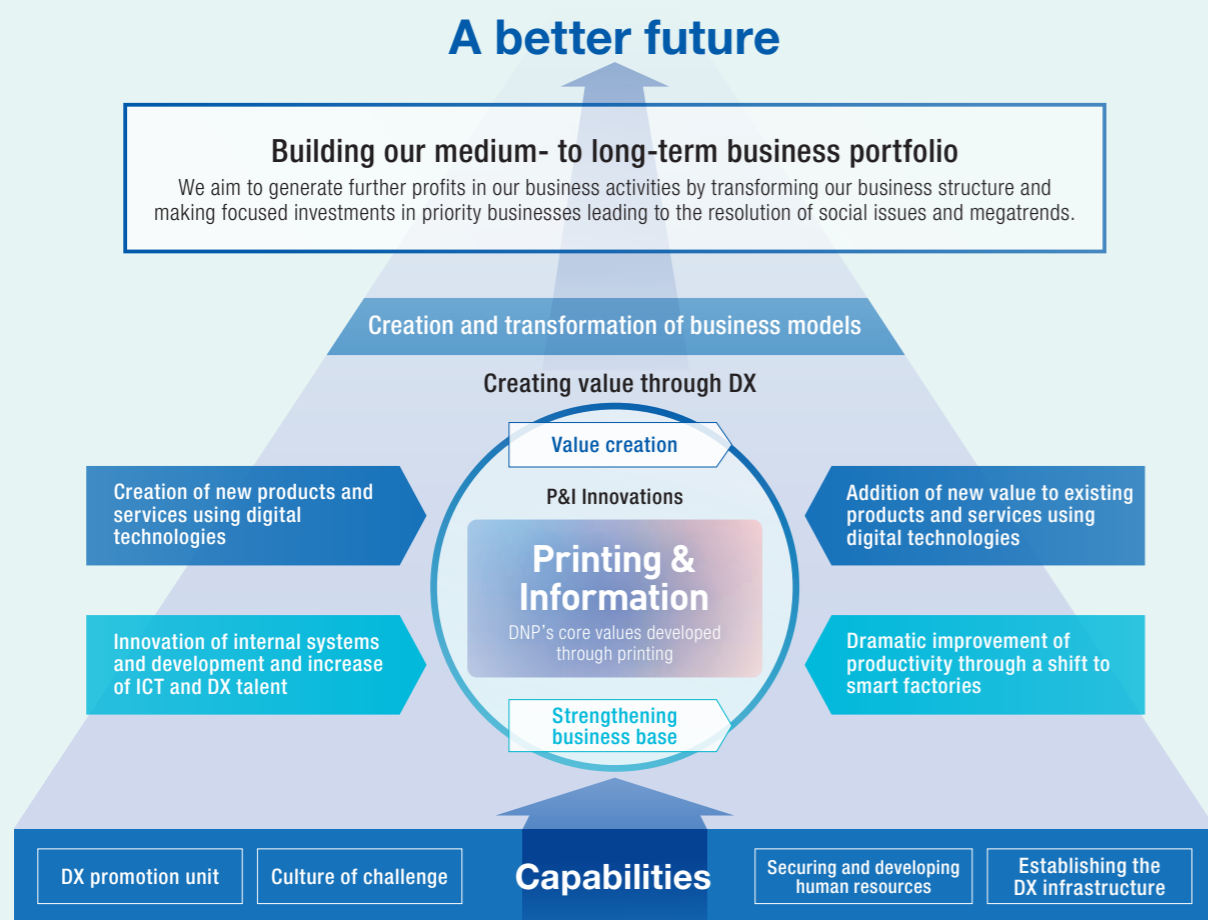 A better future
Building our medium- to long-term business portfolio
We aim to generate further profits in our business activities by transforming our business structure and
making focused investments in priority businesses leading to the resolution of social issues and megatrends.
Creation and transformation of business models
Creating value through DX
Value creation
P&I Innovations
Printing &
Information
DNP's core values developed
through printing
Strengthening
business base
Creation of new products and
services using digital
technologies
Innovation of internal systems
and development and increase
of ICT and DX talent
Addition of new value to existing
products and services using
digital technologies
Dramatic improvement of
productivity through a shift to
smart factories
DX promotion unit
Culture of challenge
Capabilities
Securing and developing
human resources
Establishing the
DX infrastructure